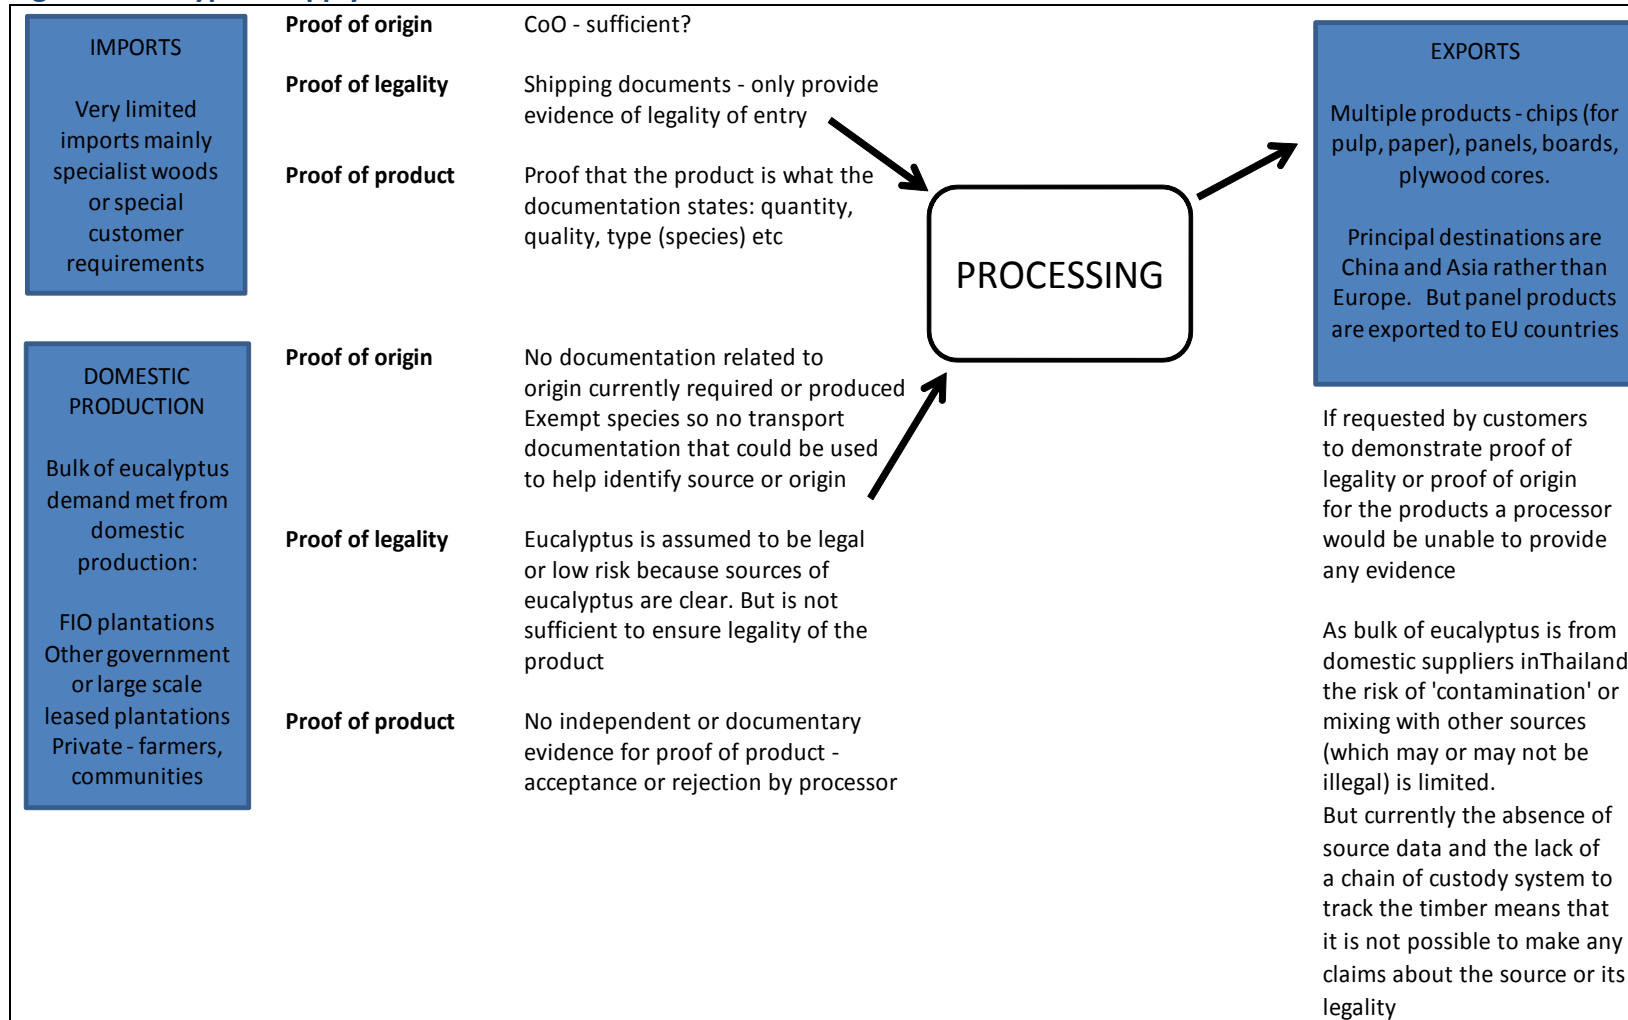 IMPORTS
Very limited
imports mainly
specialist woods
or special
customer
requirements
Proof of origin
CoO - sufficient?
Proof of legality
Shipping documents - only provide
evidence of legality of entry
Proof of product
Proof that the product is what the
documentation states: quantity,
quality, type (species) etc
DOMESTIC
PRODUCTION
Bulk of eucalyptus
demand met from
domestic
production:
FIO plantations
Other government
or large scale
leased plantations
Private - farmers,
communities
Proof of origin
No documentation related to
origin currently required or produced
Exempt species so no transport
documentation that could be used
to help identify source or origin
Proof of legality
Eucalyptus is assumed to be legal
or low risk because sources of
eucalyptus are clear. But is not
sufficient to ensure legality of the
product
Proof of product
No independent or documentary
evidence for proof of product -
acceptance or rejection by processor
PROCESSING
EXPORTS
Multiple products - chips (for
pulp, paper), panels, boards,
plywood cores.
Principal destinations are
China and Asia rather than
Europe. But panel products
are exported to EU countries
If requested by customers
to demonstrate proof of
legality or proof of origin
for the products a processor
would be unable to provide
any evidence
As bulk of eucalyptus is from
domestic suppliers inThailand
the risk of 'contamination' or
mixing with other sources
(which may or may not be
illegal) is limited.
But currently the absence of
source data and the lack of
a chain of custody system to
track the timber means that
it is not possible to make any
claims about the source or its
legality